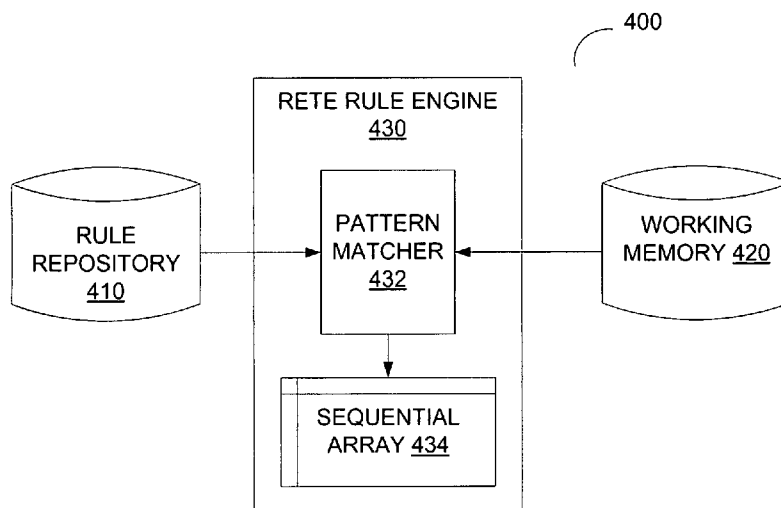 400
RETE RULE ENGINE
430
RULE
REPOSITORY
410
PATTERN
MATCHER
432
WORKING
MEMORY 420
SEQUENTIAL
ARRAY 434